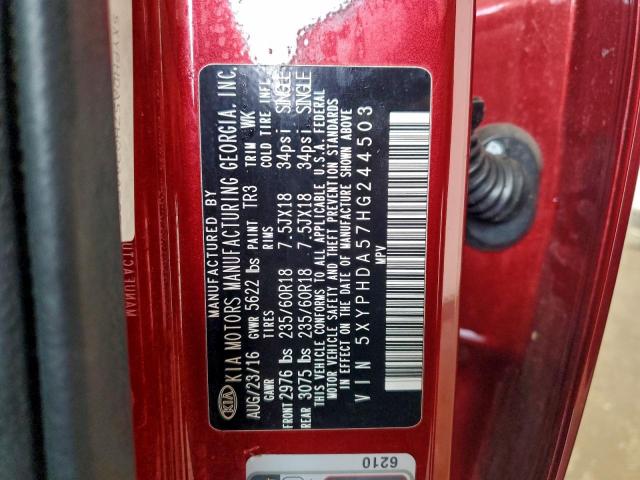 MANUFACTURED BY
KIA KIA MOTORS MANUFACTURING GEORGIA, INC.
AUG/23/16 GVWR 5622 lbs PAINT TR3 TRIM WK
GAWR TIRES RIMS COLD TIRE INFL
FRONT 2976 lbs 235/60R18 7.5JX18 34psi SINGLE
REAR 3075 lbs 235/60R18 7.5JX18 34psi SINGLE
THIS VEHICLE CONFORMS TO ALL APPLICABLE U.S.A. FEDERAL
MOTOR VEHICLE SAFETY AND THEFT PREVENTION STANDARDS
IN EFFECT ON THE DATE OF MANUFACTURE SHOWN ABOVE
VIN 5XYPHDA57HG244503
MPV
6210